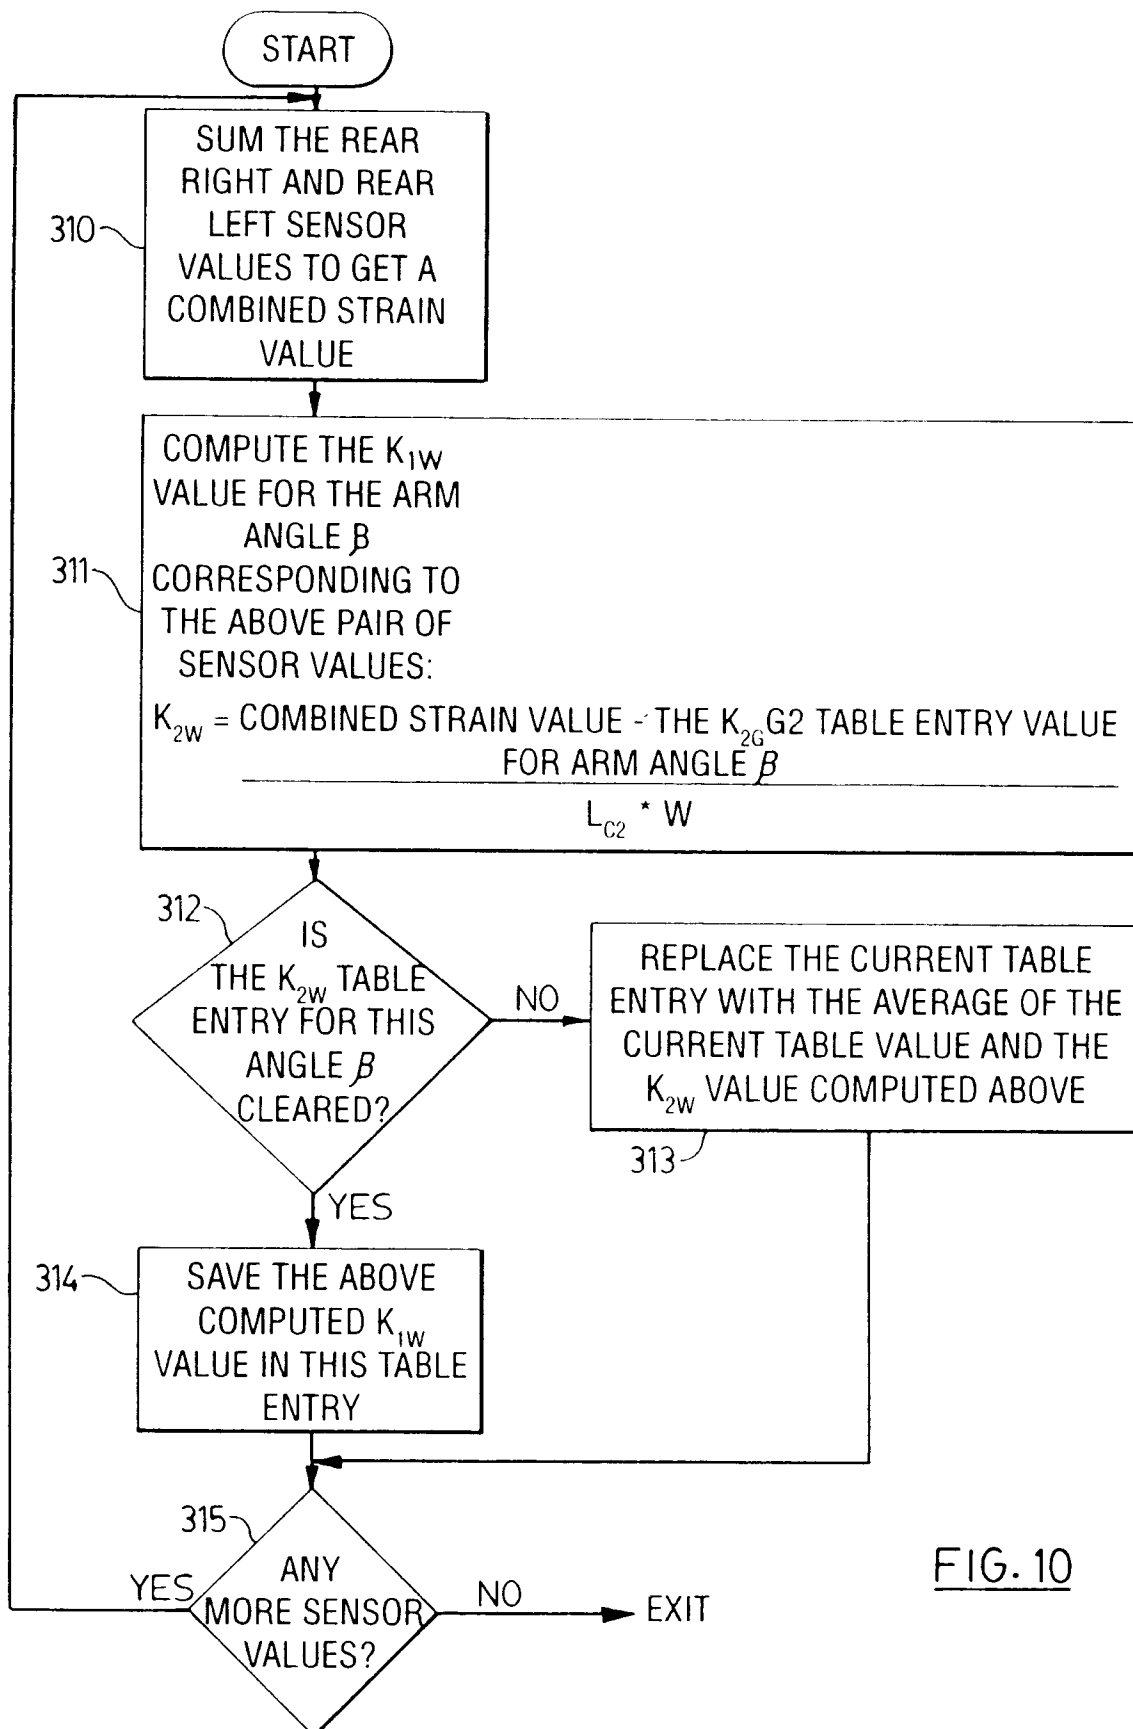 START
SUM THE REAR
RIGHT AND REAR
LEFT SENSOR
VALUES TO GET A
COMBINED STRAIN
VALUE
310
COMPUTE THE K1W
VALUE FOR THE ARM
ANGLE β
CORRESPONDING TO
THE ABOVE PAIR OF
SENSOR VALUES:
K2W = COMBINED STRAIN VALUE - THE K2GG2 TABLE ENTRY VALUE
FOR ARM ANGLE β
LC2 * W
311
312
IS
THE K2W TABLE
ENTRY FOR THIS
ANGLE β
CLEARED?
NO
REPLACE THE CURRENT TABLE
ENTRY WITH THE AVERAGE OF THE
CURRENT TABLE VALUE AND THE
K2W VALUE COMPUTED ABOVE
313
YES
314
SAVE THE ABOVE
COMPUTED K1W
VALUE IN THIS TABLE
ENTRY
315
ANY
MORE SENSOR
VALUES?
YES
NO
EXIT
FIG. 10